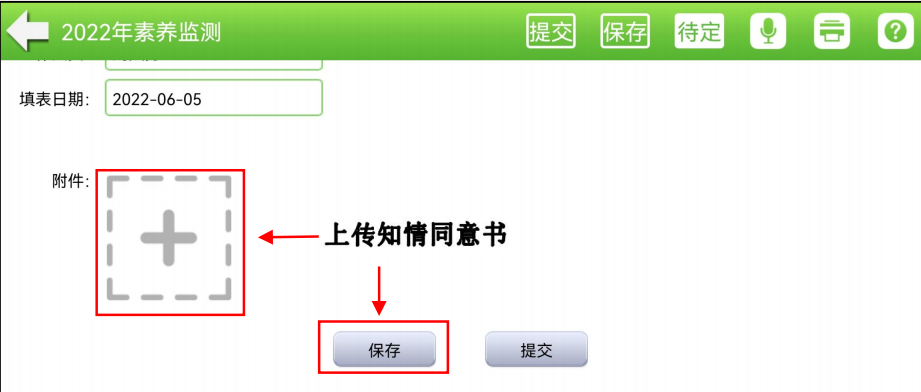 2022年素养监测 提交 保存 待定
填表日期: 2022-06-05
附件:
上传知情同意书
保存 提交